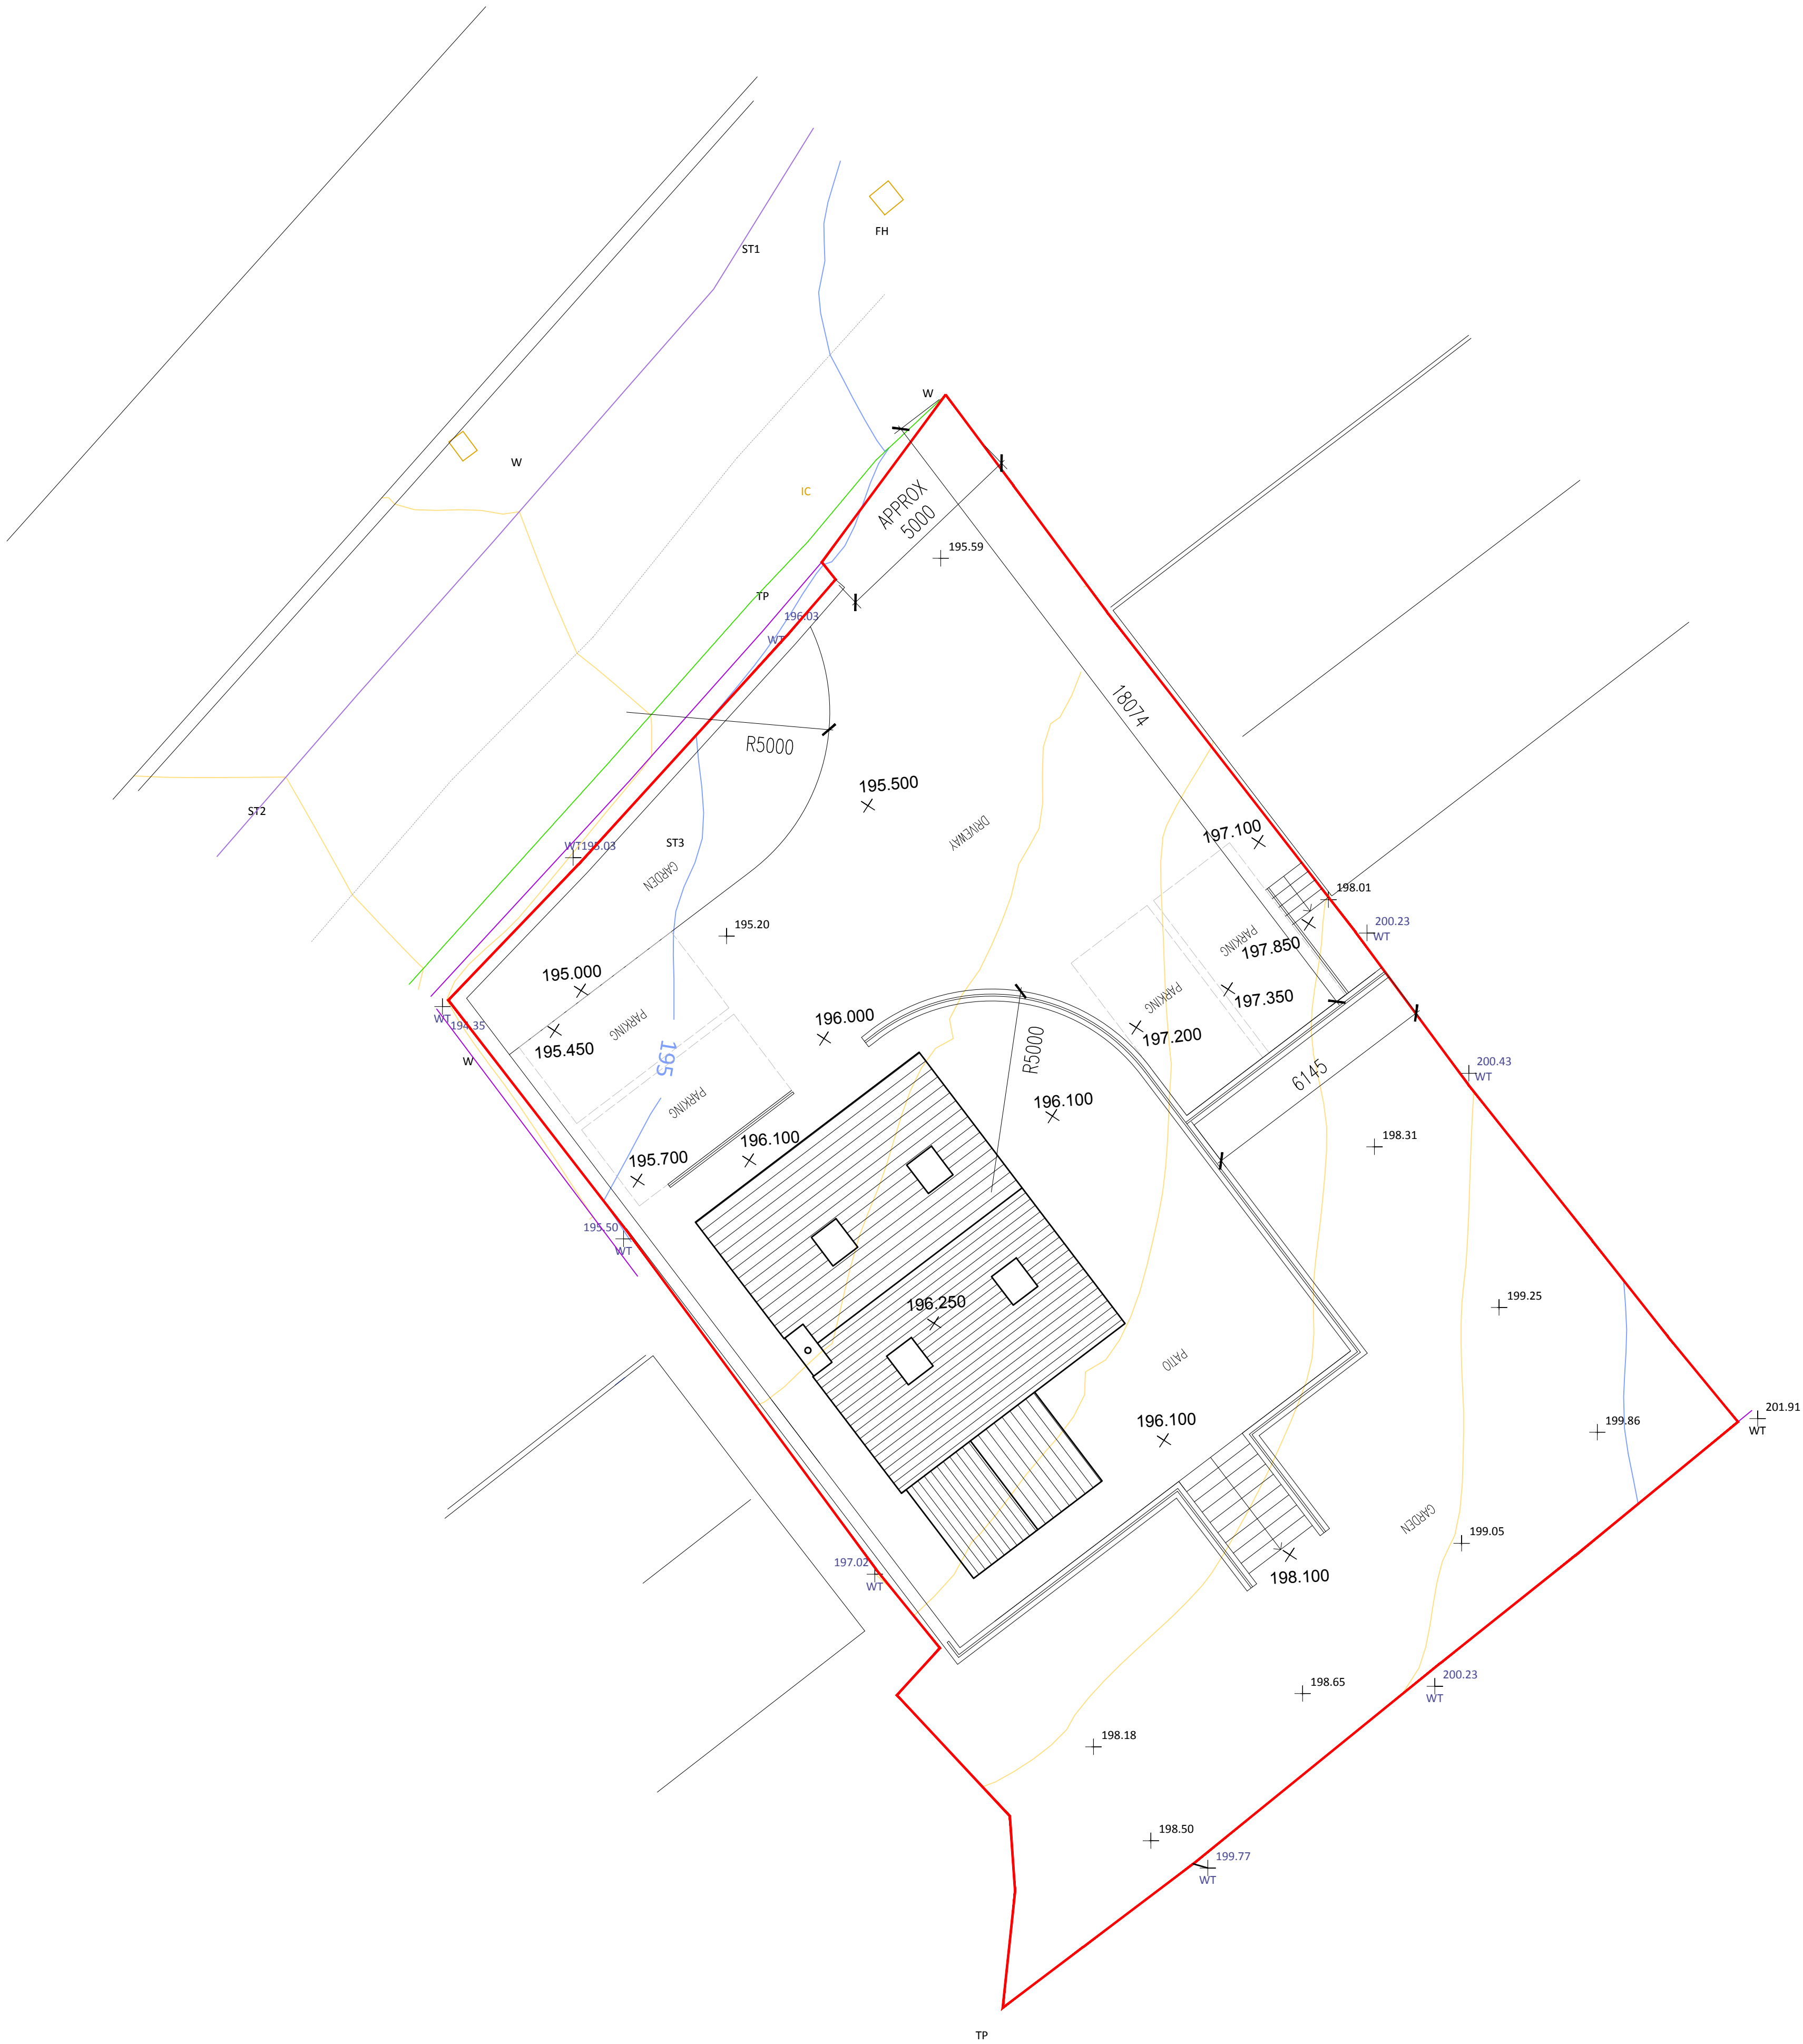 FH
ST1
W
W
IC
APPROX
5000
195.59
TP
196.03
WT
18074
R5000
195.500
ST2
DRIVEWAY
197.100
ST3
WT195.03
GARDEN
198.01
195.20
200.23
WT
PARKING
197.850
195.000
197.350
PARKING
196.000
WT
194.35
PARKING
197.200
195.450
R5000
195
W
200.43
WT
6145
196.100
PARKING
196.100
198.31
195.700
195.50
WT
196.250
199.25
PATIO
201.91
WT
196.100
199.86
GARDEN
199.05
197.02
WT
198.100
200.23
WT
198.65
198.18
198.50
199.77
WT
TP